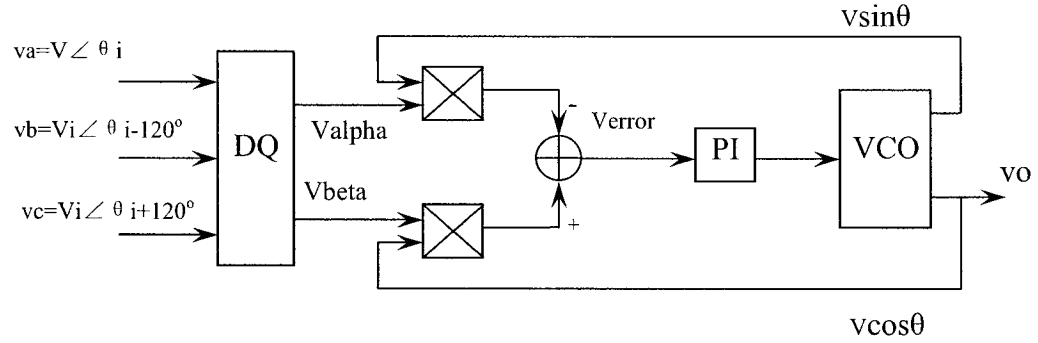 Vsinθ
va=V∠ θ i
vb=Vi∠ θ i-120°
vc=Vi∠ θ i+120°
DQ
Valpha
Vbeta
-
+
Verror
PI
VCO
vo
Vcosθ